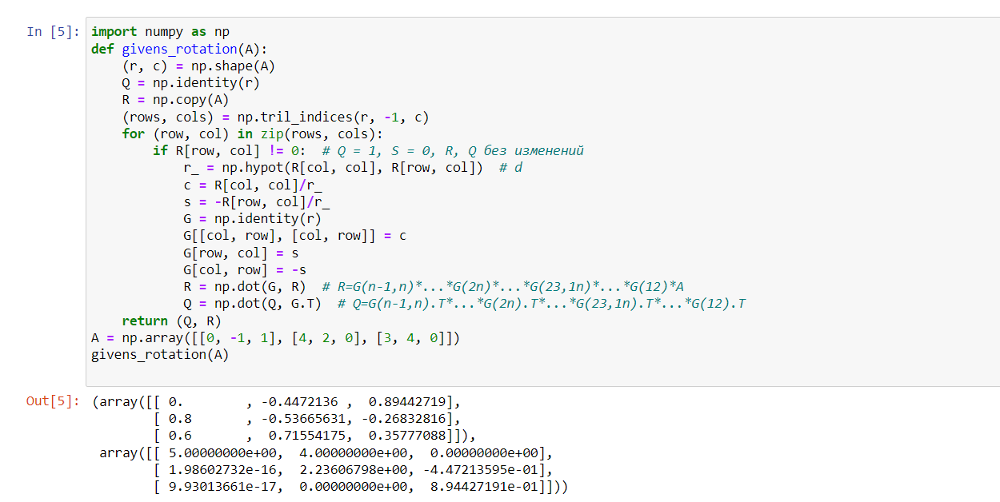 In [5]: import numpy as np
def givens_rotation(A):
    (r, c) = np.shape(A)
    Q = np.identity(r)
    R = np.copy(A)
    (rows, cols) = np.tril_indices(r, -1, c)
    for (row, col) in zip(rows, cols):
        if R[row, col] != 0:  # Q = 1, S = 0, R, Q без изменений
            r_ = np.hypot(R[col, col], R[row, col])  # d
            c = R[col, col]/r_
            s = -R[row, col]/r_
            G = np.identity(r)
            G[[col, row], [col, row]] = c
            G[row, col] = s
            G[col, row] = -s
            R = np.dot(G, R)  # R=G(n-1,n)*...*G(2n)*...*G(23,1n)*...*G(12)*A
            Q = np.dot(Q, G.T)  # Q=G(n-1,n).T*...*G(2n).T*...*G(23,1n).T*...*G(12).T
    return (Q, R)
A = np.array([[0, -1, 1], [4, 2, 0], [3, 4, 0]])
givens_rotation(A)
Out[5]: (array([[ 0.        , -0.4472136 ,  0.89442719],
        [ 0.8       , -0.53665631, -0.26832816],
        [ 0.6       ,  0.71554175,  0.35777088]]),
 array([[ 5.00000000e+00,  4.00000000e+00,  0.00000000e+00],
        [ 1.98602732e-16,  2.23606798e+00, -4.47213595e-01],
        [ 9.93013661e-17,  0.00000000e+00,  8.94427191e-01]]))